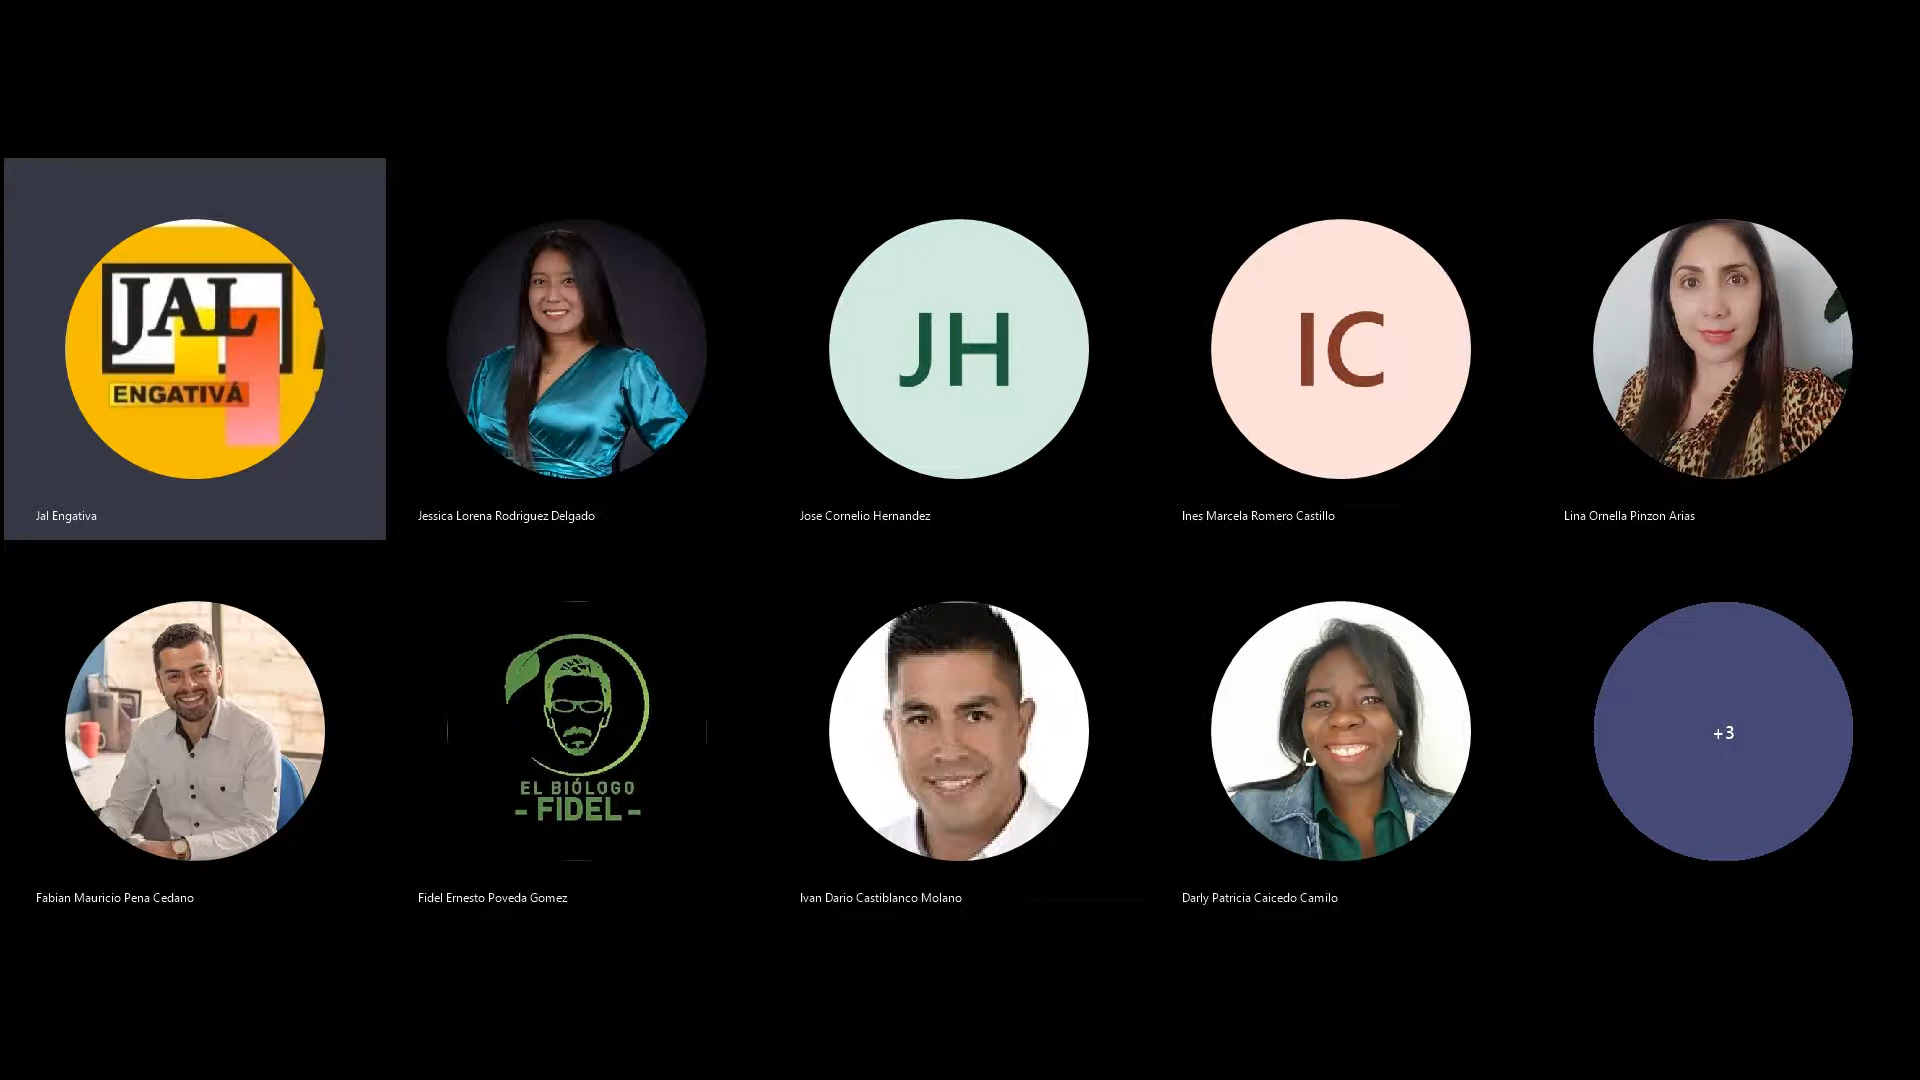 JAL
ENGATIVÁ
JH
IC
Jal Engativa
Jessica Lorena Rodriguez Delgado
Jose Cornelio Hernandez
Ines Marcela Romero Castillo
Lina Ornella Pinzon Arias
EL BIÓLOGO
- FIDEL -
+3
Fabian Mauricio Pena Cedano
Fidel Ernesto Poveda Gomez
Ivan Dario Castiblanco Molano
Darly Patricia Caicedo Camilo